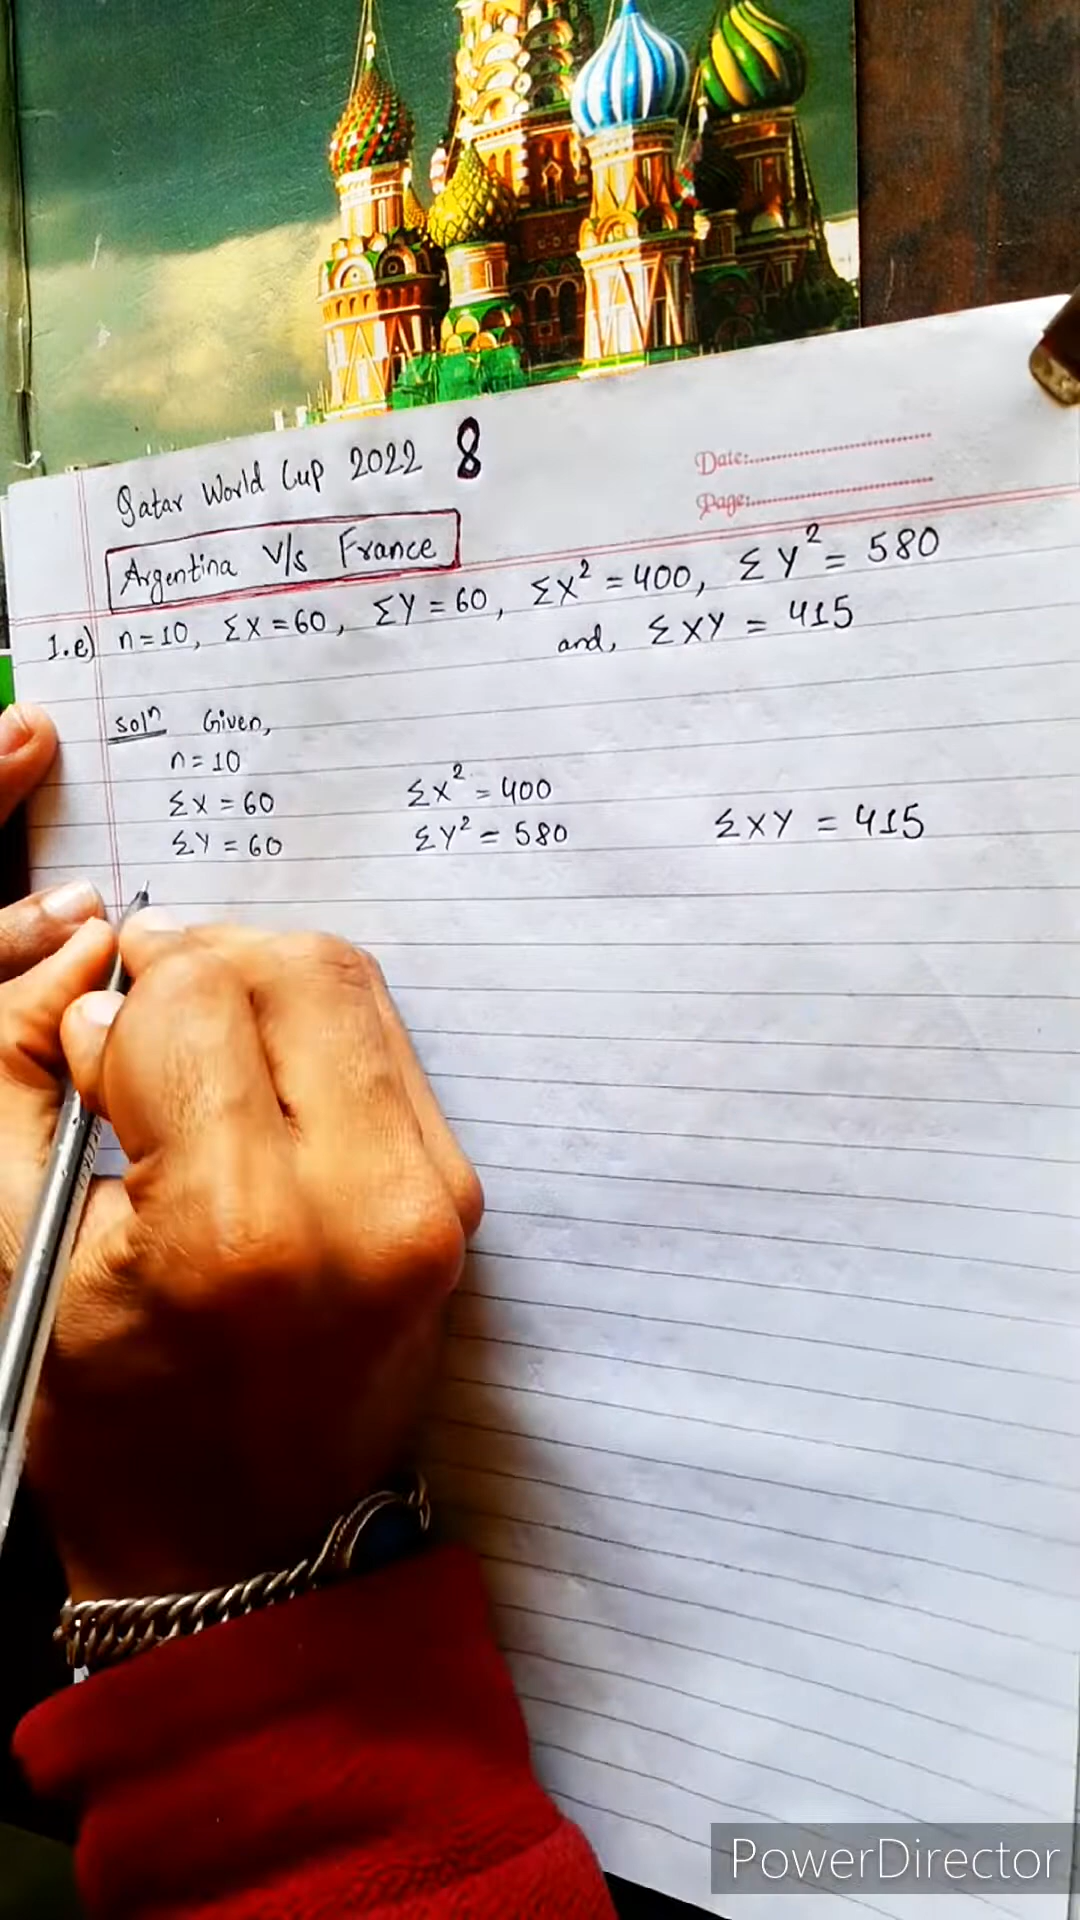 Qatar World Cup 2022 8
Date:
Page:
Argentina V/s France
1.e) n=10, ΣX=60, ΣY=60, ΣX²=400, ΣY²=580
and, ΣXY = 415
Solⁿ Given,
n=10
ΣX=60 ΣX²=400
ΣY=60 ΣY²=580 ΣXY = 415
PowerDirector